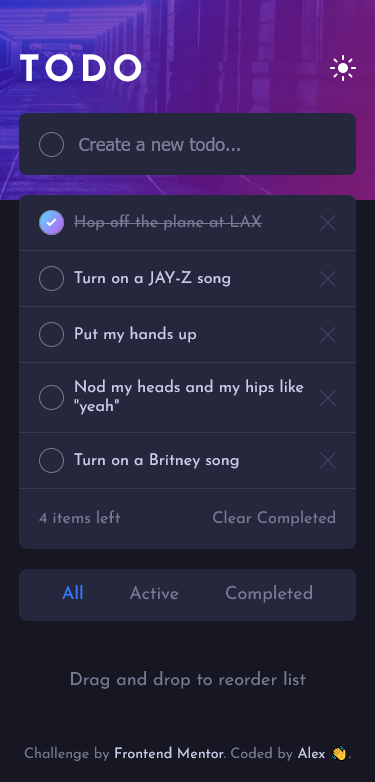 TODO
Create a new todo...
Hop off the plane at LAX
Turn on a JAY-Z song
Put my hands up
Nod my heads and my hips like
"yeah"
Turn on a Britney song
4 items left Clear Completed
All Active Completed
Drag and drop to reorder list
Challenge by Frontend Mentor. Coded by Alex 👋.